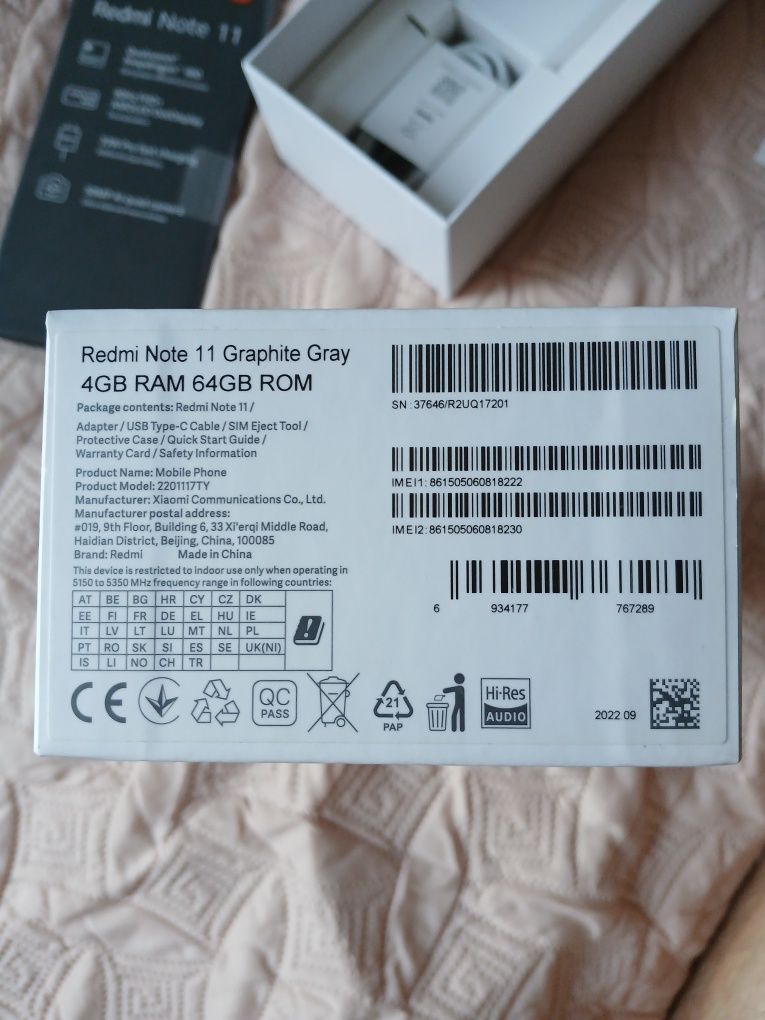 Redmi Note 11
Redmi Note 11 Graphite Gray
4GB RAM 64GB ROM
Package contents: Redmi Note 11 /
Adapter / USB Type-C Cable / SIM Eject Tool /
Protective Case / Quick Start Guide /
Warranty Card / Safety Information
Product Name: Mobile Phone
Product Model: 2201117TY
Manufacturer: Xiaomi Communications Co., Ltd.
Manufacturer postal address:
#019, 9th Floor, Building 6, 33 Xi'erqi Middle Road,
Haidian District, Beijing, China, 100085
Brand: Redmi Made in China
This device is restricted to indoor use only when operating in
5150 to 5350 MHz frequency range in following countries:
AT BE BG HR CY CZ DK
EE FI FR DE EL HU IE
IT LV LT LU MT NL PL
PT RO SK SI ES SE UK(NI)
IS LI NO CH TR
SN : 37646/R2UQ17201
IMEI1: 861505060818222
IMEI2: 861505060818230
6 934177 767289
CE
QC
PASS
21
PAP
Hi-Res
AUDIO
2022.09